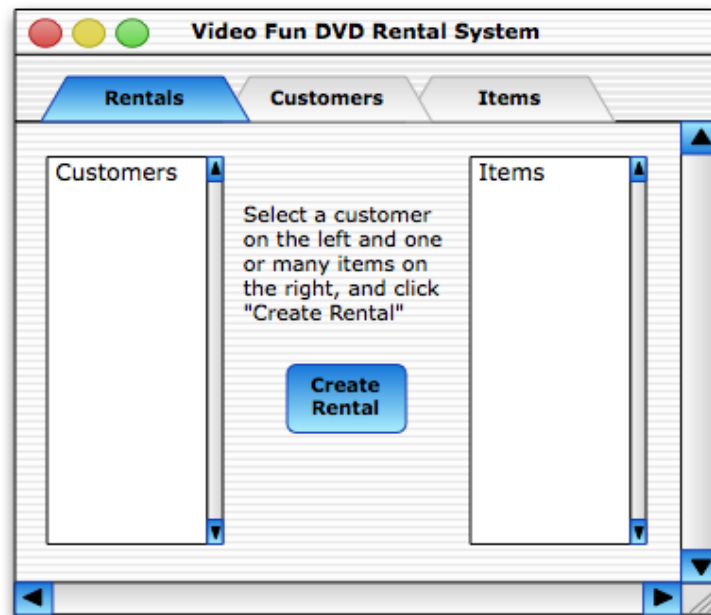 Video Fun DVD Rental System
Rentals
Customers
Items
Customers
Select a customer
on the left and one
or many items on
the right, and click
"Create Rental"
Create
Rental
Items